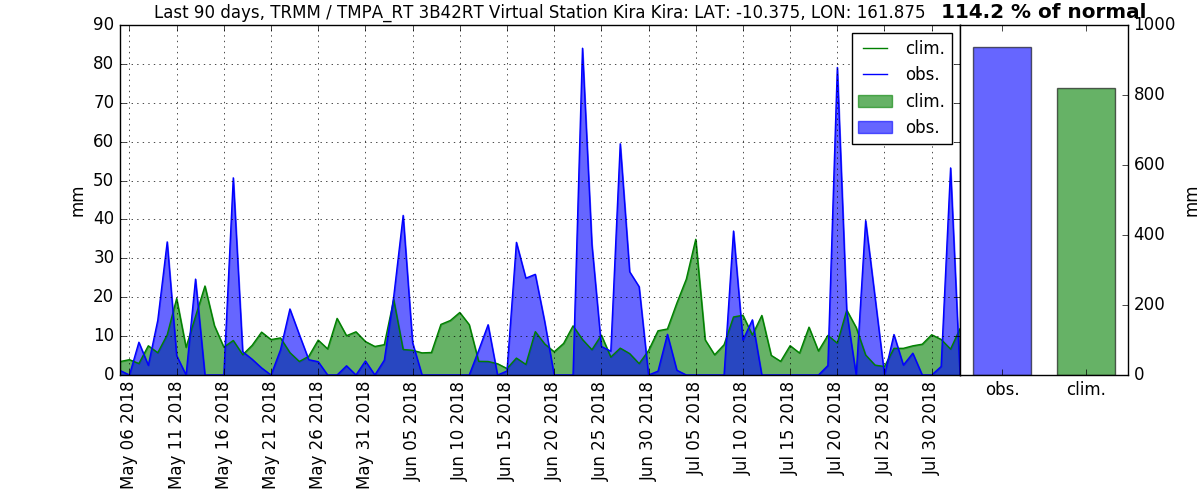 Last 90 days, TRMM / TMPA_RT 3B42RT Virtual Station Kira Kira: LAT: -10.375, LON: 161.875 114.2 % of normal
90
80
70
60
50
40
30
20
10
0
mm
clim.
obs.
clim.
obs.
May 06 2018
May 11 2018
May 16 2018
May 21 2018
May 26 2018
May 31 2018
Jun 05 2018
Jun 10 2018
Jun 15 2018
Jun 20 2018
Jun 25 2018
Jun 30 2018
Jul 05 2018
Jul 10 2018
Jul 15 2018
Jul 20 2018
Jul 25 2018
Jul 30 2018
1000
800
600
400
200
0
mm
obs.
clim.